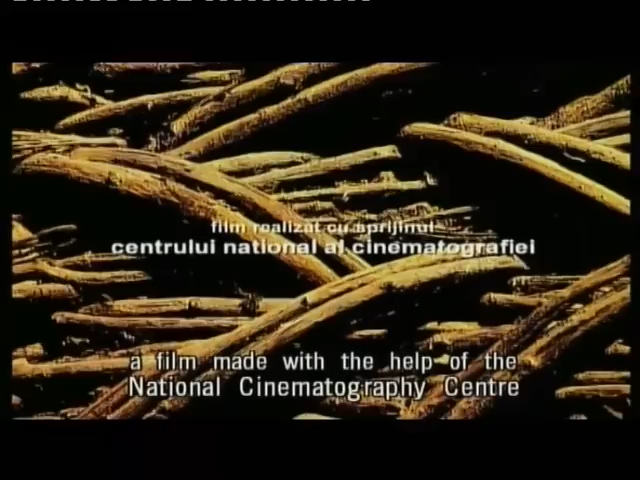 film realizat cu sprijinul
centrului national al cinematografiei
a film made with the help of the
National Cinematography Centre